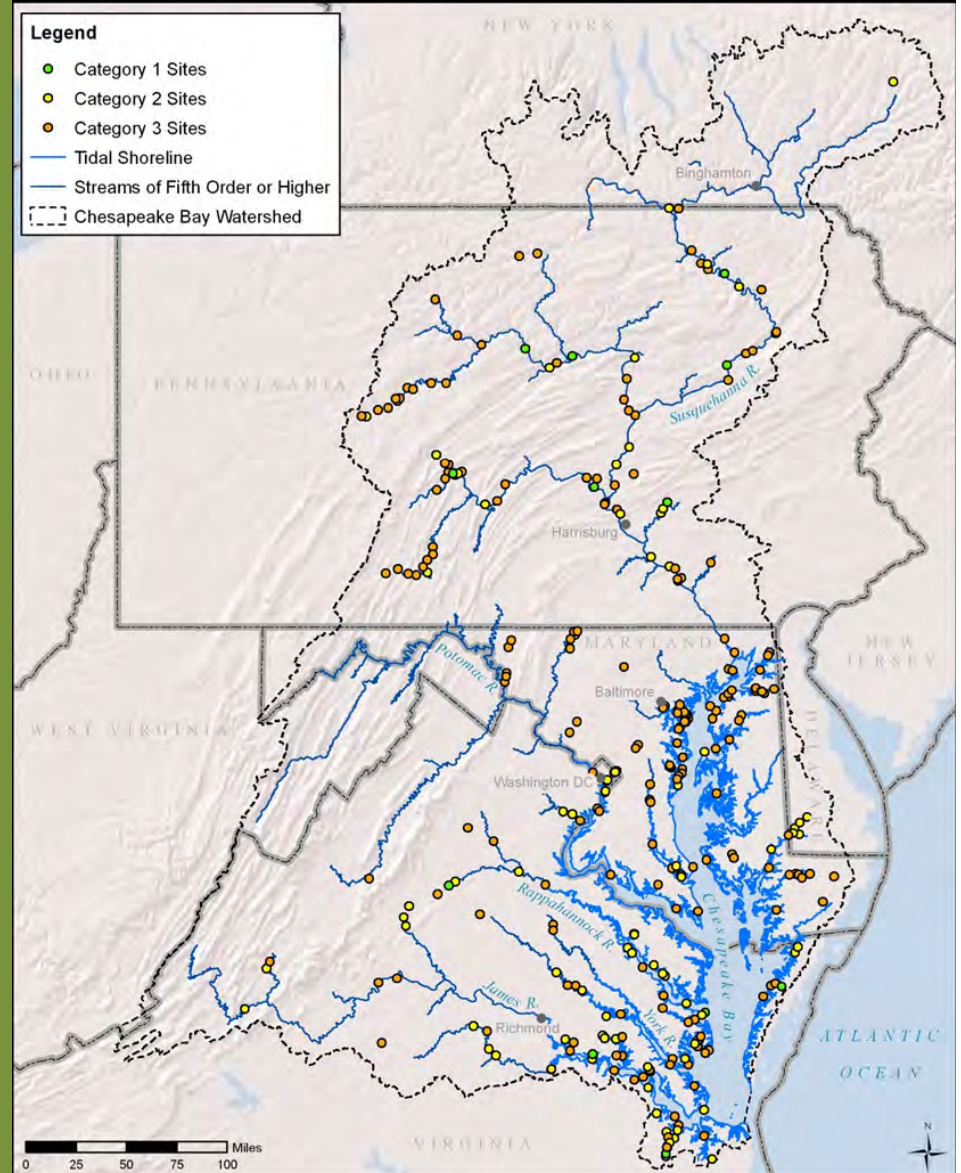 Legend
Category 1 Sites
Category 2 Sites
Category 3 Sites
Tidal Shoreline
Streams of Fifth Order or Higher
Chesapeake Bay Watershed
NEW YORK
Binghamton
OHIO
PENNSYLVANIA
Susquehanna R.
Harrisburg
MARYLAND
NEW
JERSEY
Potomac R.
Baltimore
WEST VIRGINIA
DELAWARE
Washington DC
Rappahannock R.
Chesapeake Bay
James R.
York R.
Richmond
ATLANTIC
OCEAN
VIRGINIA
N
Miles
0 25 50 75 100